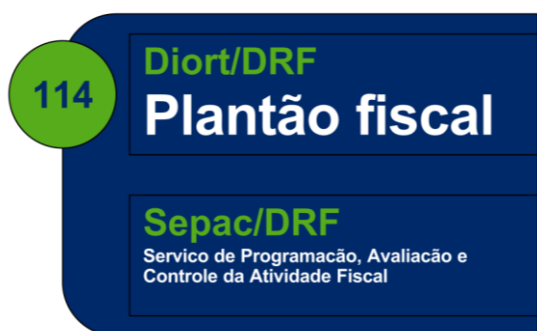 114
Diort/DRF
Plantão fiscal
Sepac/DRF
Servico de Programacão, Avaliacão e
Controle da Atividade Fiscal